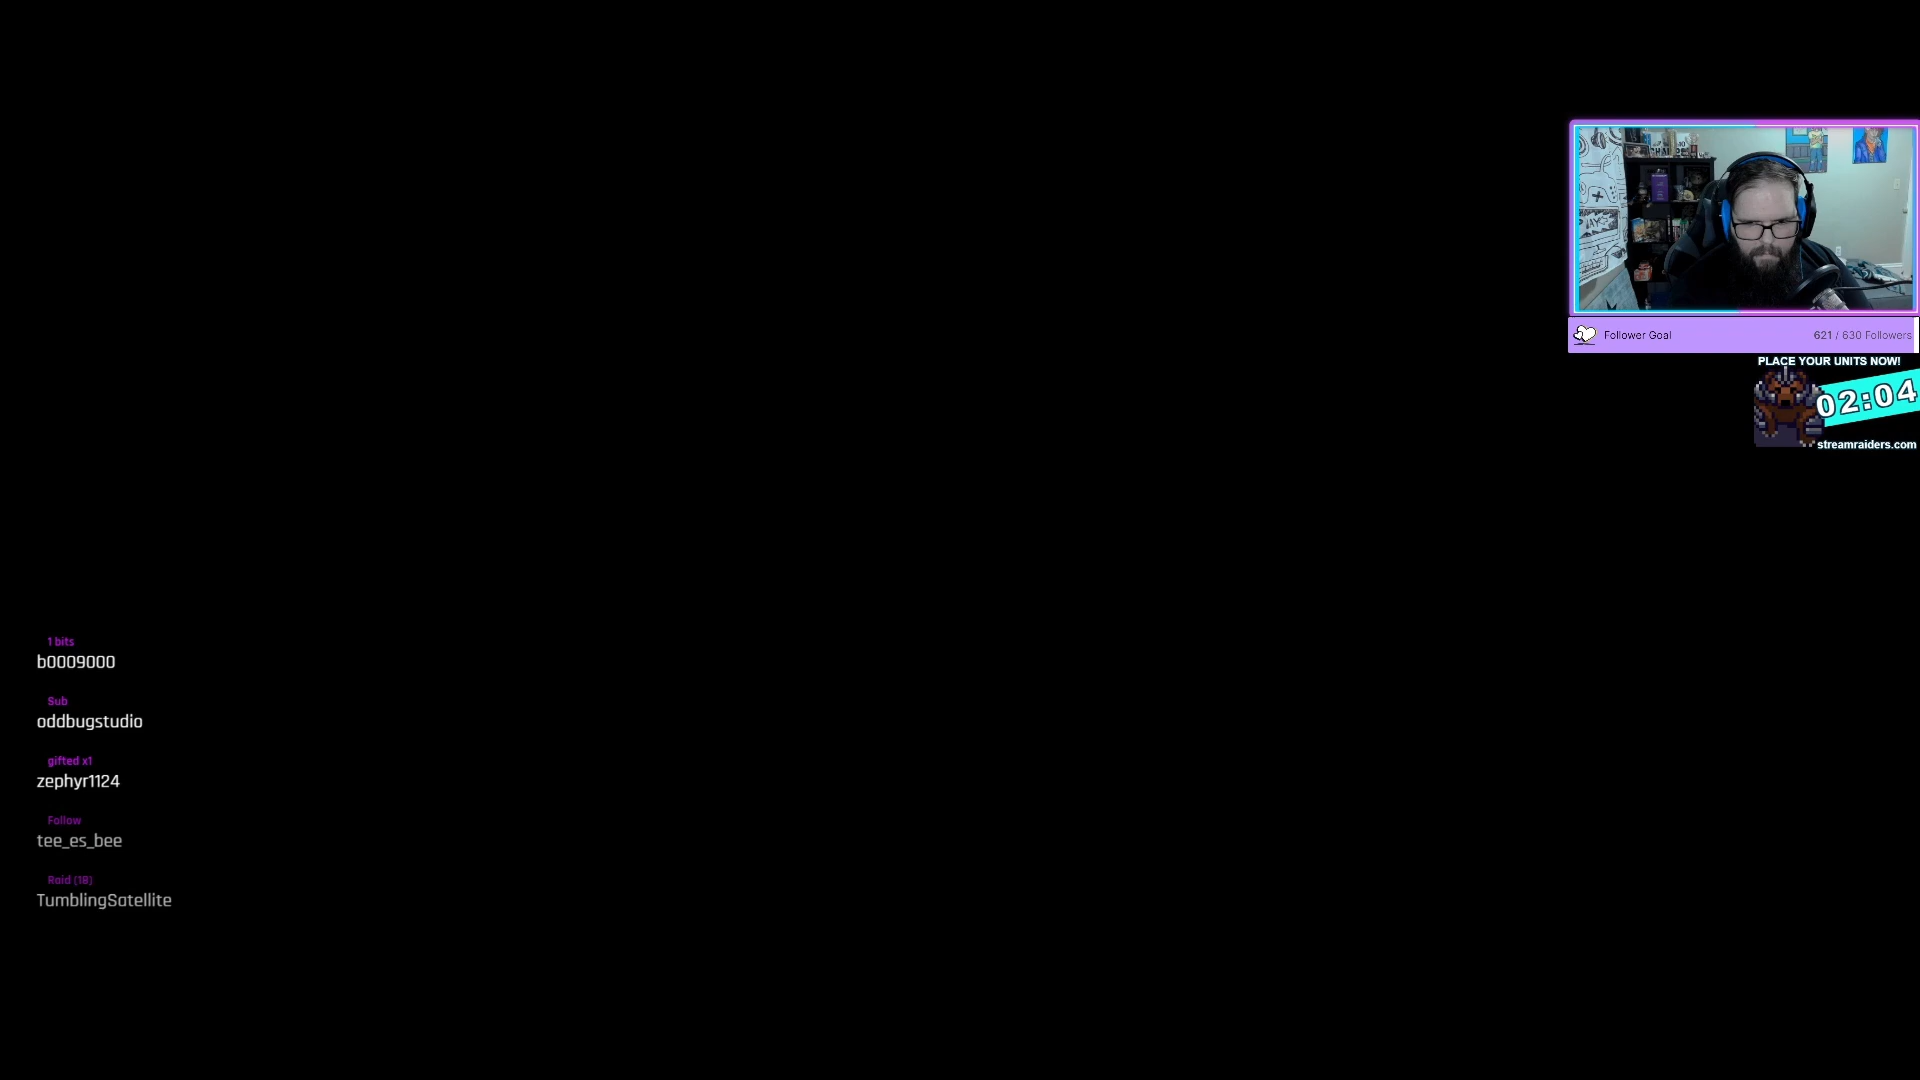 Follower Goal 621 / 630 Followers
PLACE YOUR UNITS NOW!
02:04
streamraiders.com
1 bits
b0009000
Sub
oddbugstudio
gifted x1
zephyr1124
Follow
tee_es_bee
Raid (18)
TumblingSatellite